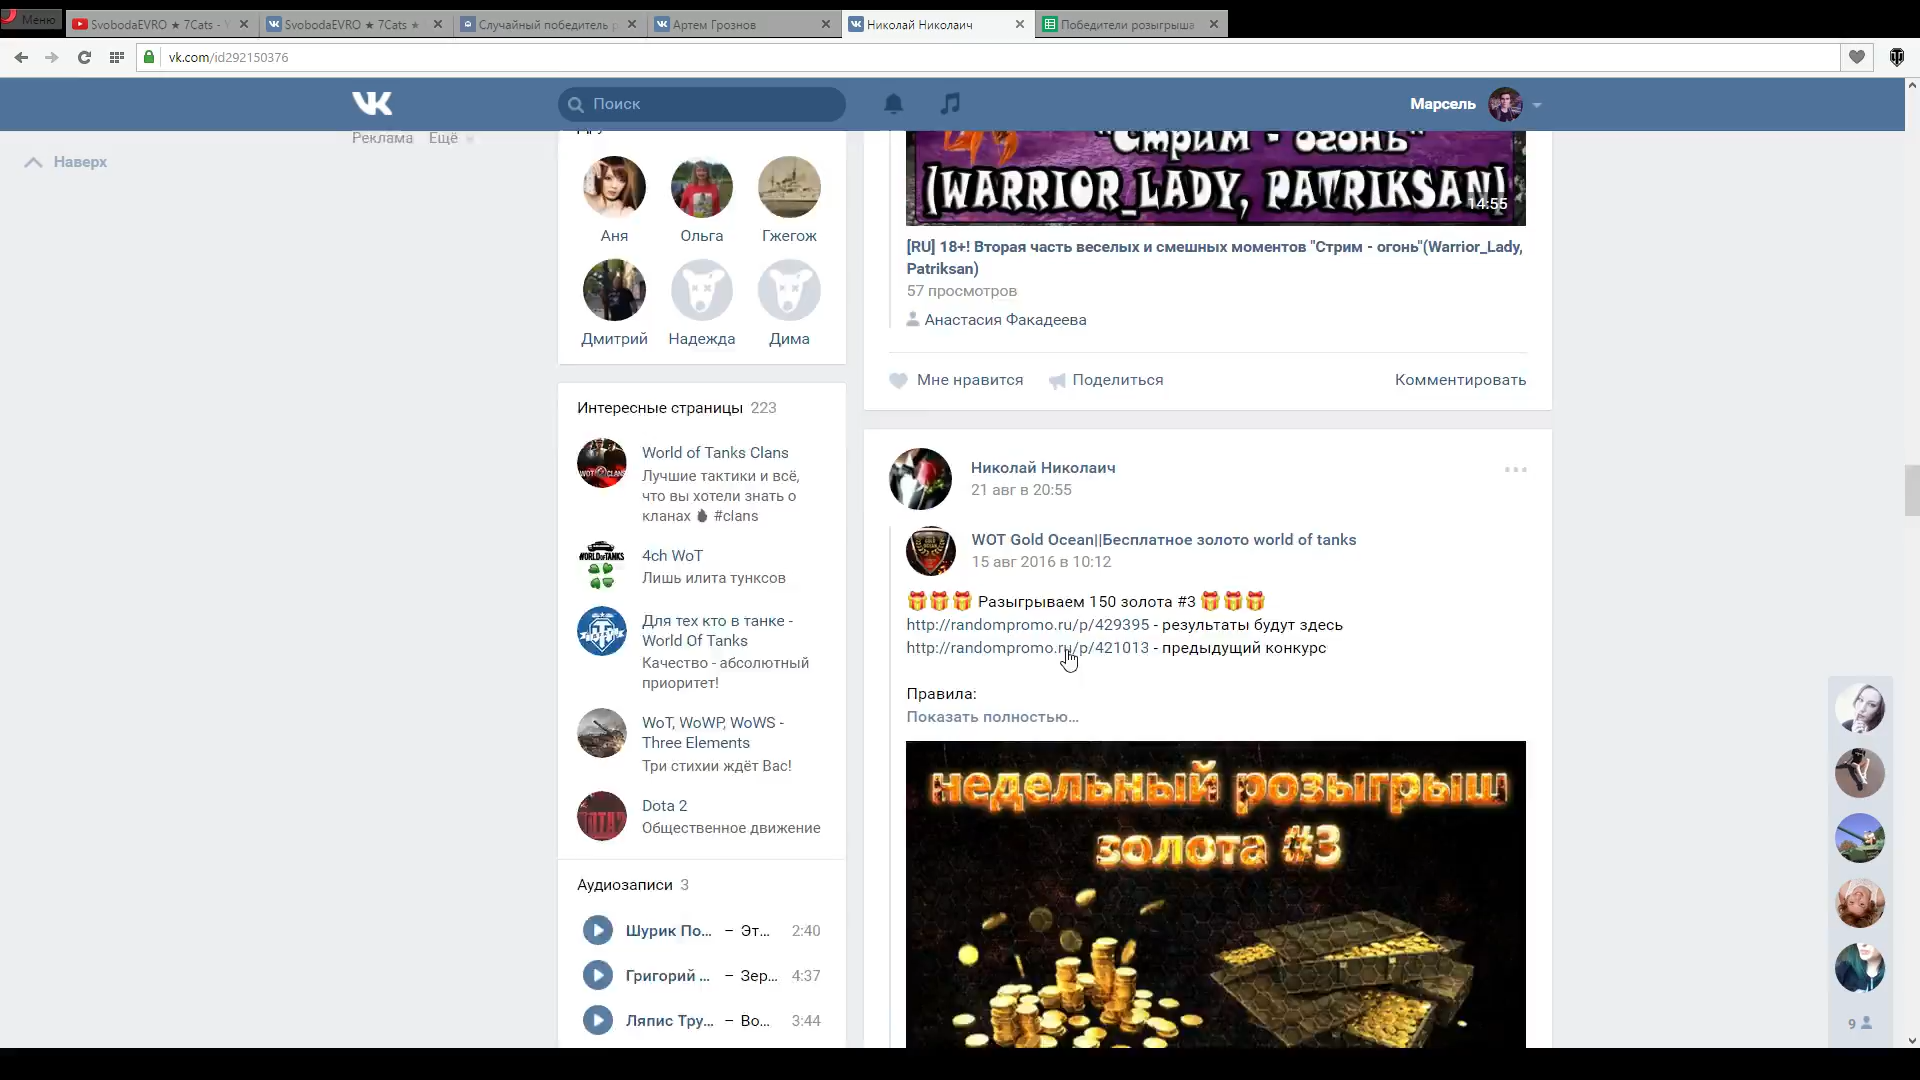 Меню
SvobodaEVRO ★ 7Cats - Y
SvobodaEVRO ★ 7Cats ★
Случайный победитель р
Артем Грознов
Николай Николаич
Победители розыгрыша
vk.com/id292150376
Поиск
Марсель
Реклама Ещё
Наверх
Аня
Ольга
Гжегож
Дмитрий
Надежда
Дима
Интересные страницы 223
World of Tanks Clans
Лучшие тактики и всё,
что вы хотели знать о
кланах #clans
4ch WoT
Лишь илита тунксов
Для тех кто в танке -
World Of Tanks
Качество - абсолютный
приоритет!
WoT, WoWP, WoWS -
Three Elements
Три стихии ждёт Вас!
Dota 2
Общественное движение
Аудиозаписи 3
Шурик По... – Эт... 2:40
Григорий ... – Зер... 4:37
Ляпис Тру... – Во... 3:44
"Стрим - огонь"
(WARRIOR_LADY, PATRIKSAN)
14:55
[RU] 18+! Вторая часть веселых и смешных моментов "Стрим - огонь"(Warrior_Lady,
Patriksan)
57 просмотров
Анастасия Факадеева
Мне нравится
Поделиться
Комментировать
Николай Николаич
21 авг в 20:55
WOT Gold Ocean||Бесплатное золото world of tanks
15 авг 2016 в 10:12
Разыгрываем 150 золота #3
http://randompromo.ru/p/429395 - результаты будут здесь
http://randompromo.ru/p/421013 - предыдущий конкурс
Правила:
Показать полностью…
недельный розыгрыш
золота #3
9